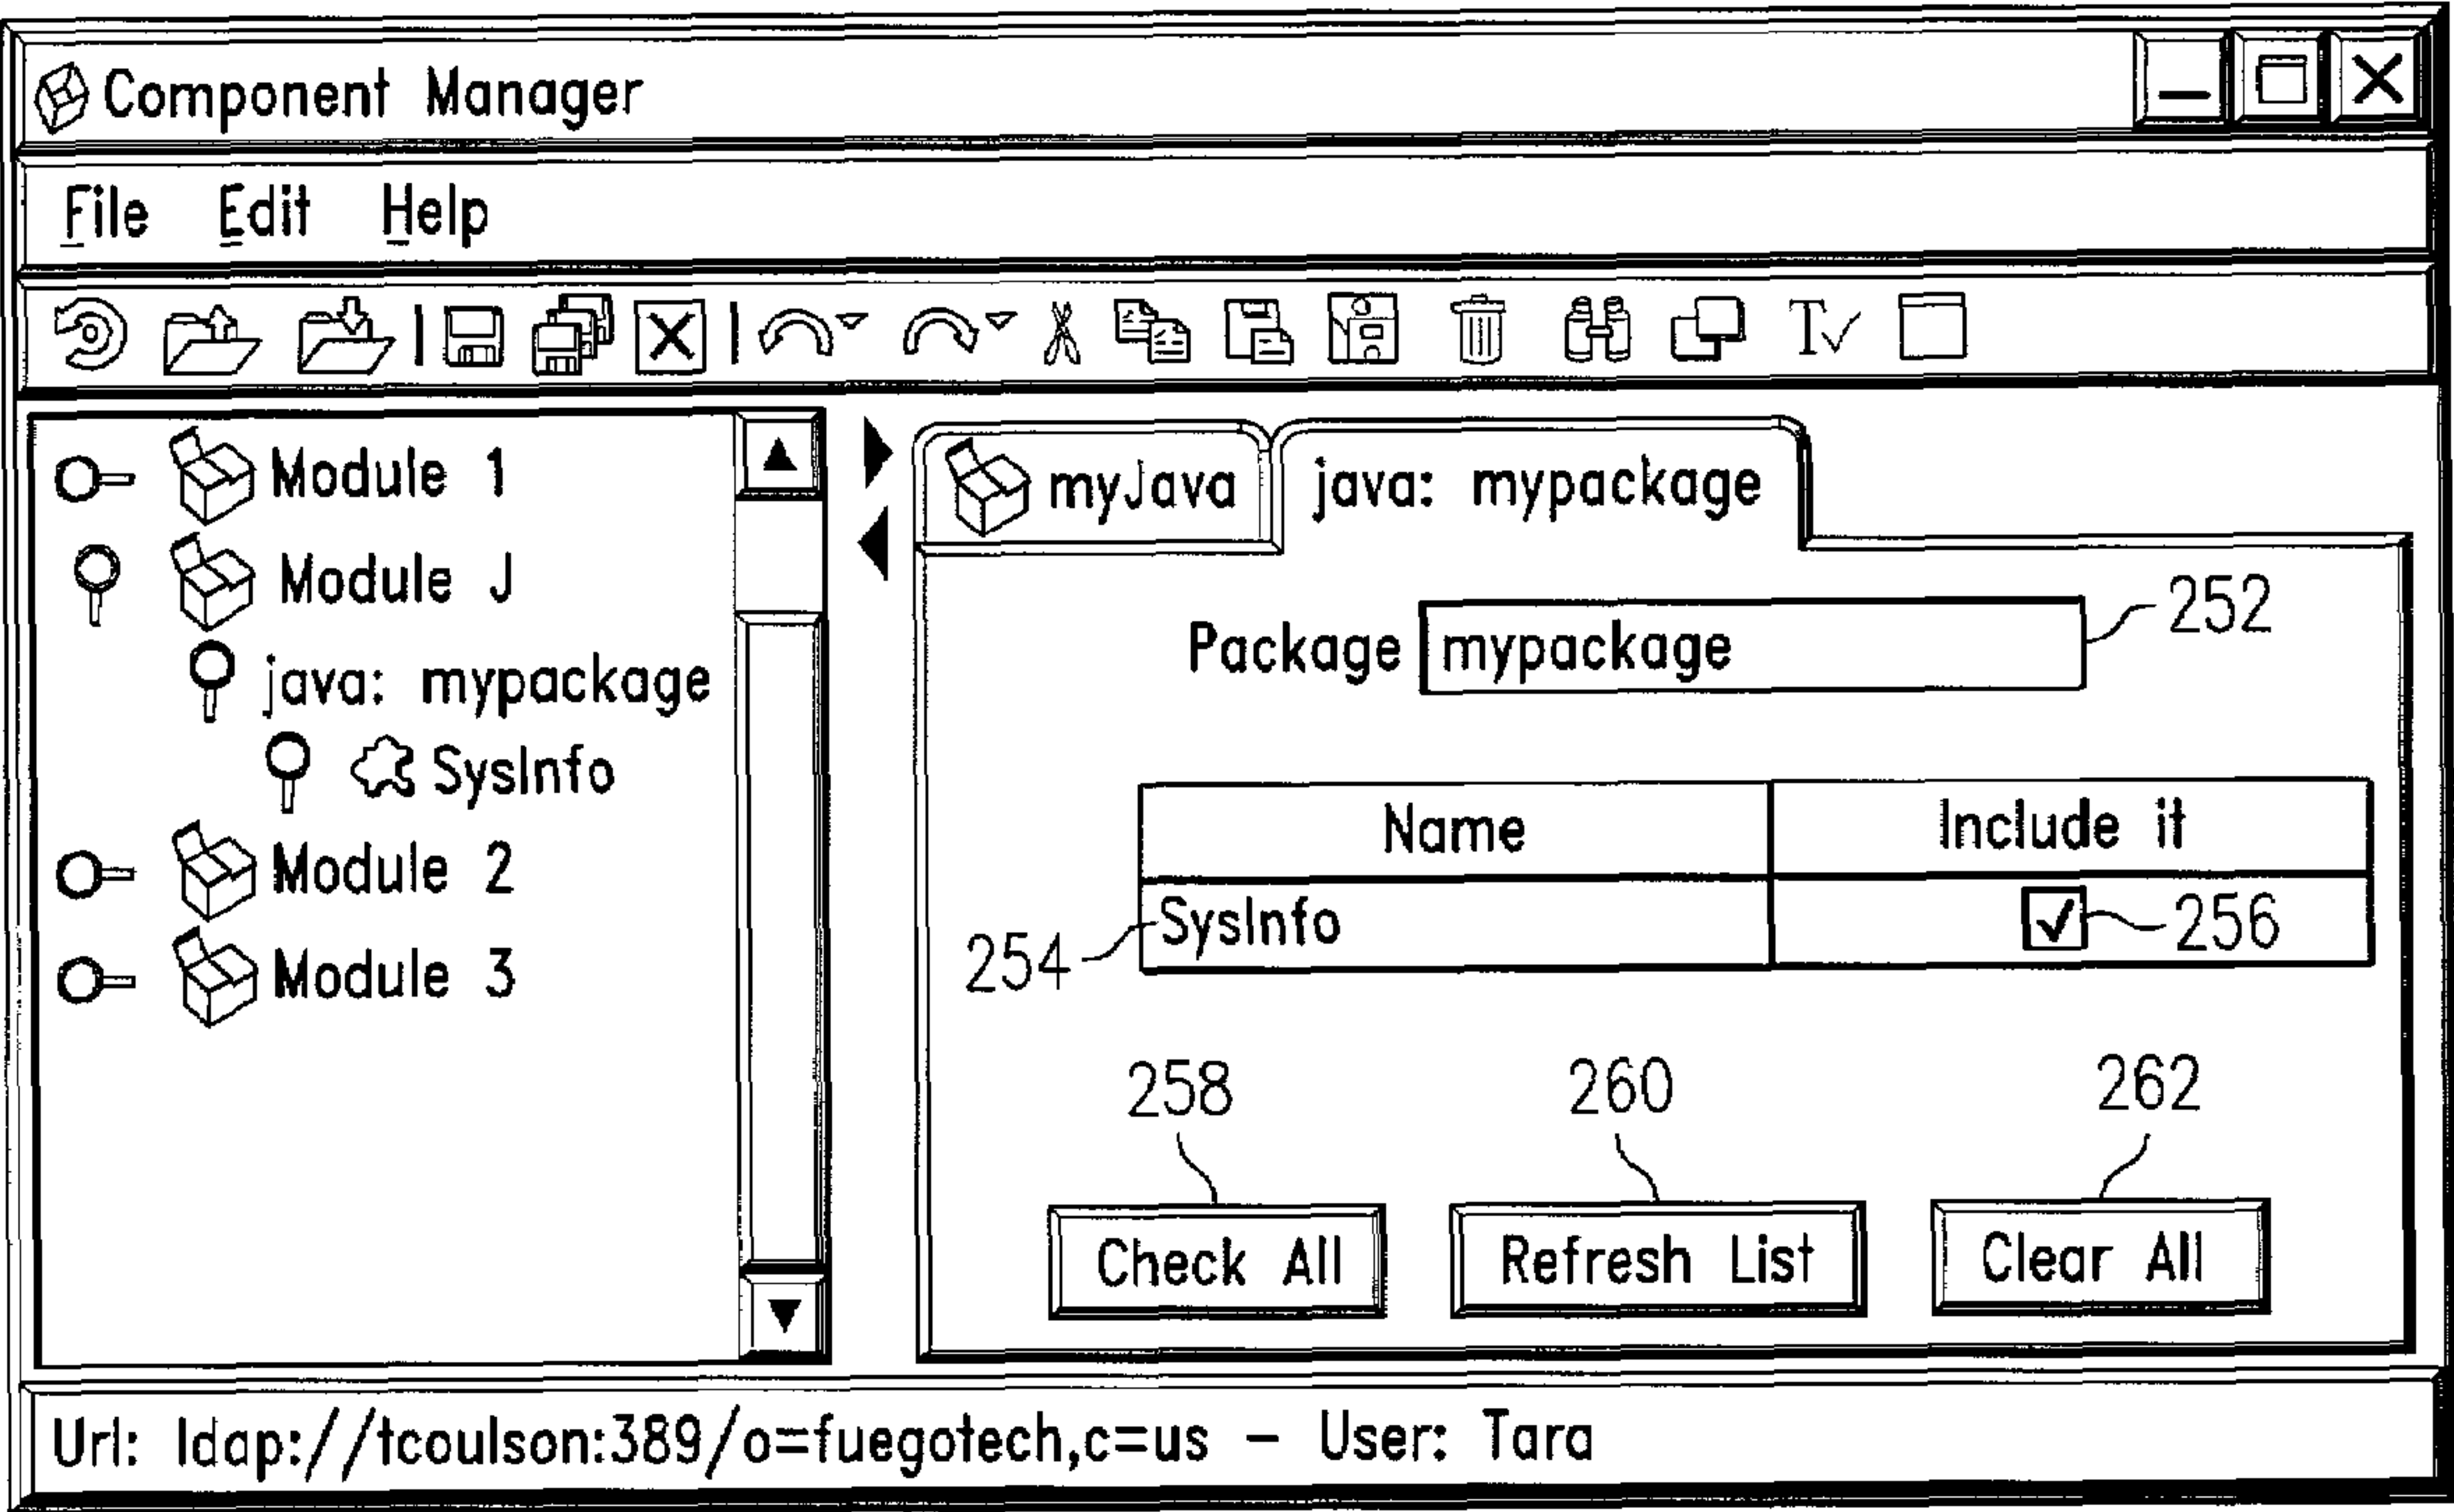 Component Manager
File Edit Help
Module 1
Module J
java: mypackage
SysInfo
Module 2
Module 3
myJava
java: mypackage
Package mypackage 252
Name Include it
SysInfo 256
254
258 260 262
Check All Refresh List Clear All
Url: ldap://tcoulson:389/o=fuegotech,c=us - User: Tara